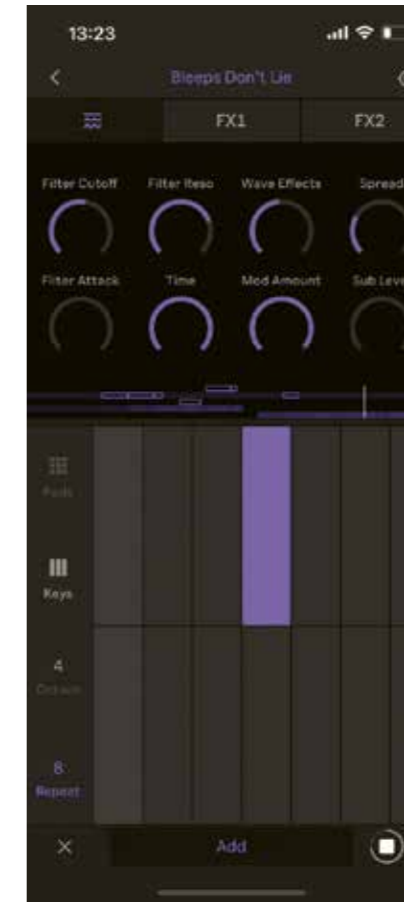 13:23
Bleeps Don't Lie
FX1 FX2
Filter Cutoff Filter Reso Wave Effects Spread
Filter Attack Time Mod Amount Sub Leve
Pads
Keys
4
Octave
8
Repeat
Add